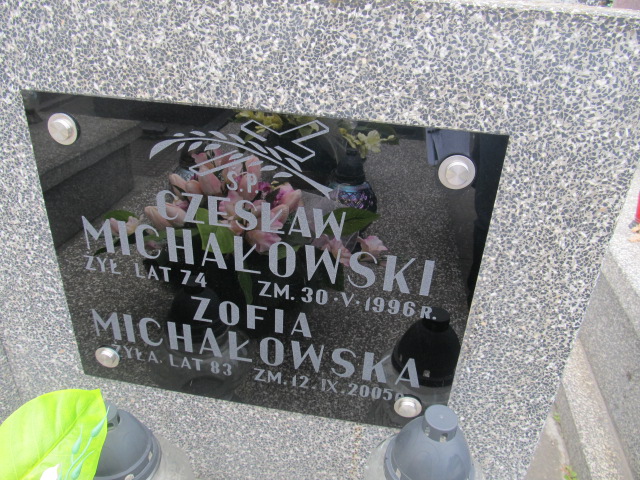 Ś.P.
CZESŁAW
MICHAŁOWSKI
ŻYŁ LAT 74 ZM. 30·V·1996 R.
ZOFIA
MICHAŁOWSKA
ŻYŁA LAT 83 ZM. 12.IX.2005